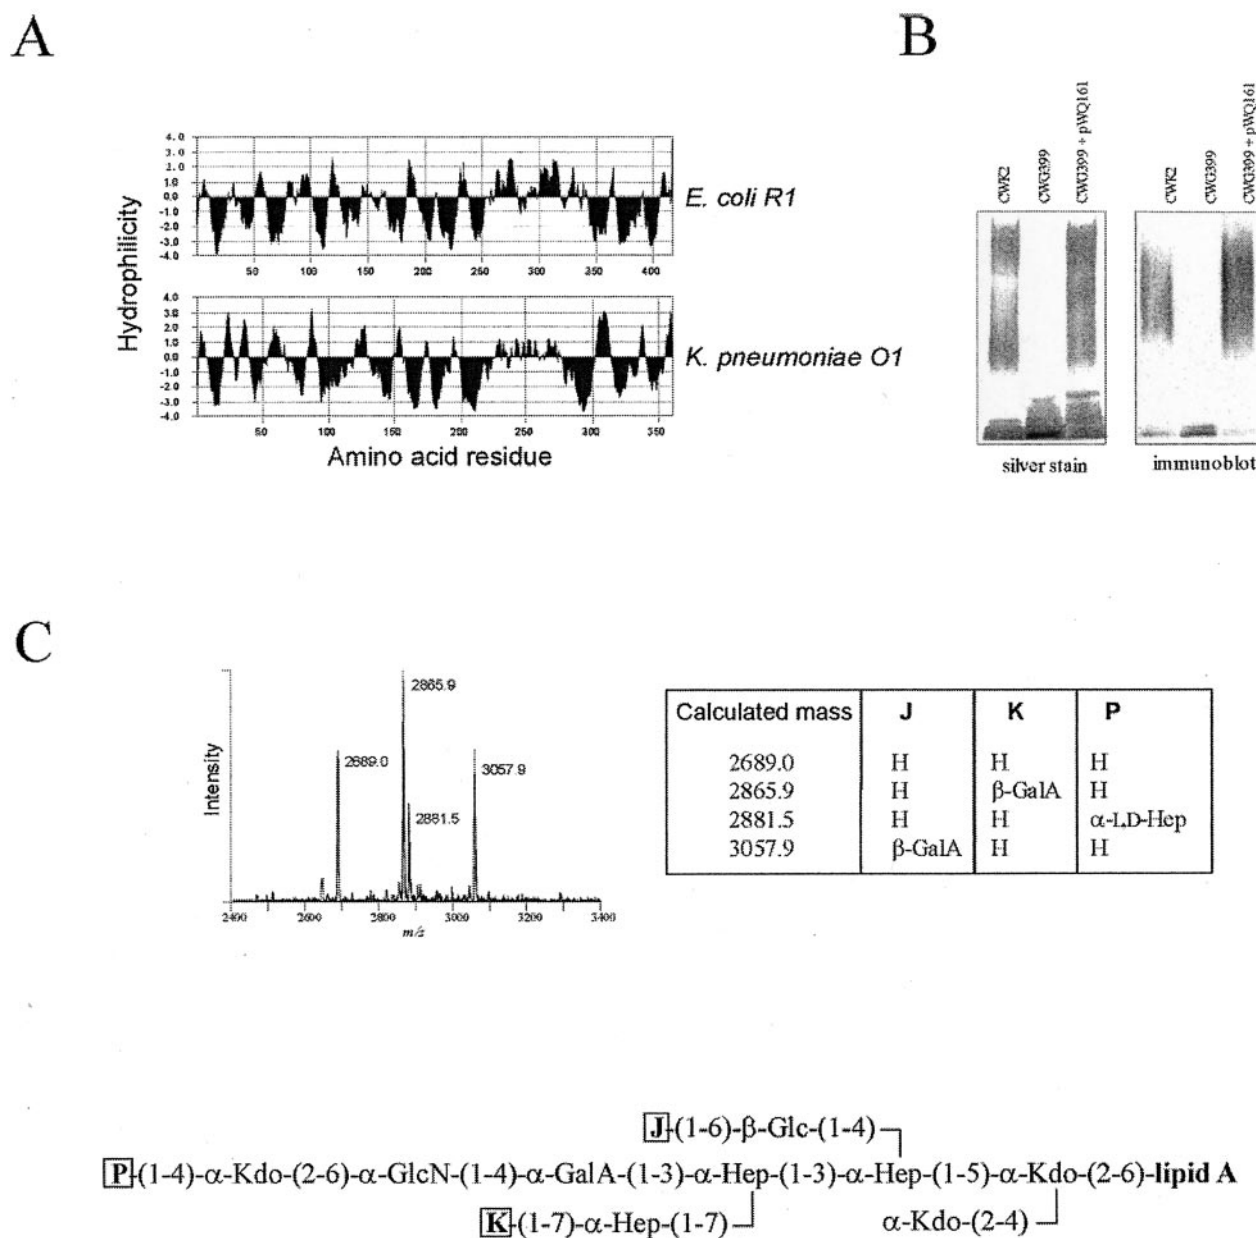 A
B
Hydrophilicity
4.0
3.0
2.0
1.0
0.0
-1.0
-2.0
-3.0
-4.0
50 100 150 200 250 300 350 400
E. coli R1
4.0
3.0
2.0
1.0
0.0
-1.0
-2.0
-3.0
-4.0
50 100 150 200 250 300 350
K. pneumoniae O1
Amino acid residue
CWK2
CWG399
CWG399 + pWQ161
CWK2
CWG399
CWG399 + pWQ161
silver stain
immunoblot
C
Intensity
2689.0
2865.9
2881.5
3057.9
2400 2600 2800 3000 3200 3400
m/z
Calculated mass J K P
2689.0 H H H
2865.9 H β-GalA H
2881.5 H H α-L,D-Hep
3057.9 β-GalA H H
J-(1-6)-β-Glc-(1-4)
P-(1-4)-α-Kdo-(2-6)-α-GlcN-(1-4)-α-GalA-(1-3)-α-Hep-(1-3)-α-Hep-(1-5)-α-Kdo-(2-6)-lipid A
K-(1-7)-α-Hep-(1-7) α-Kdo-(2-4)